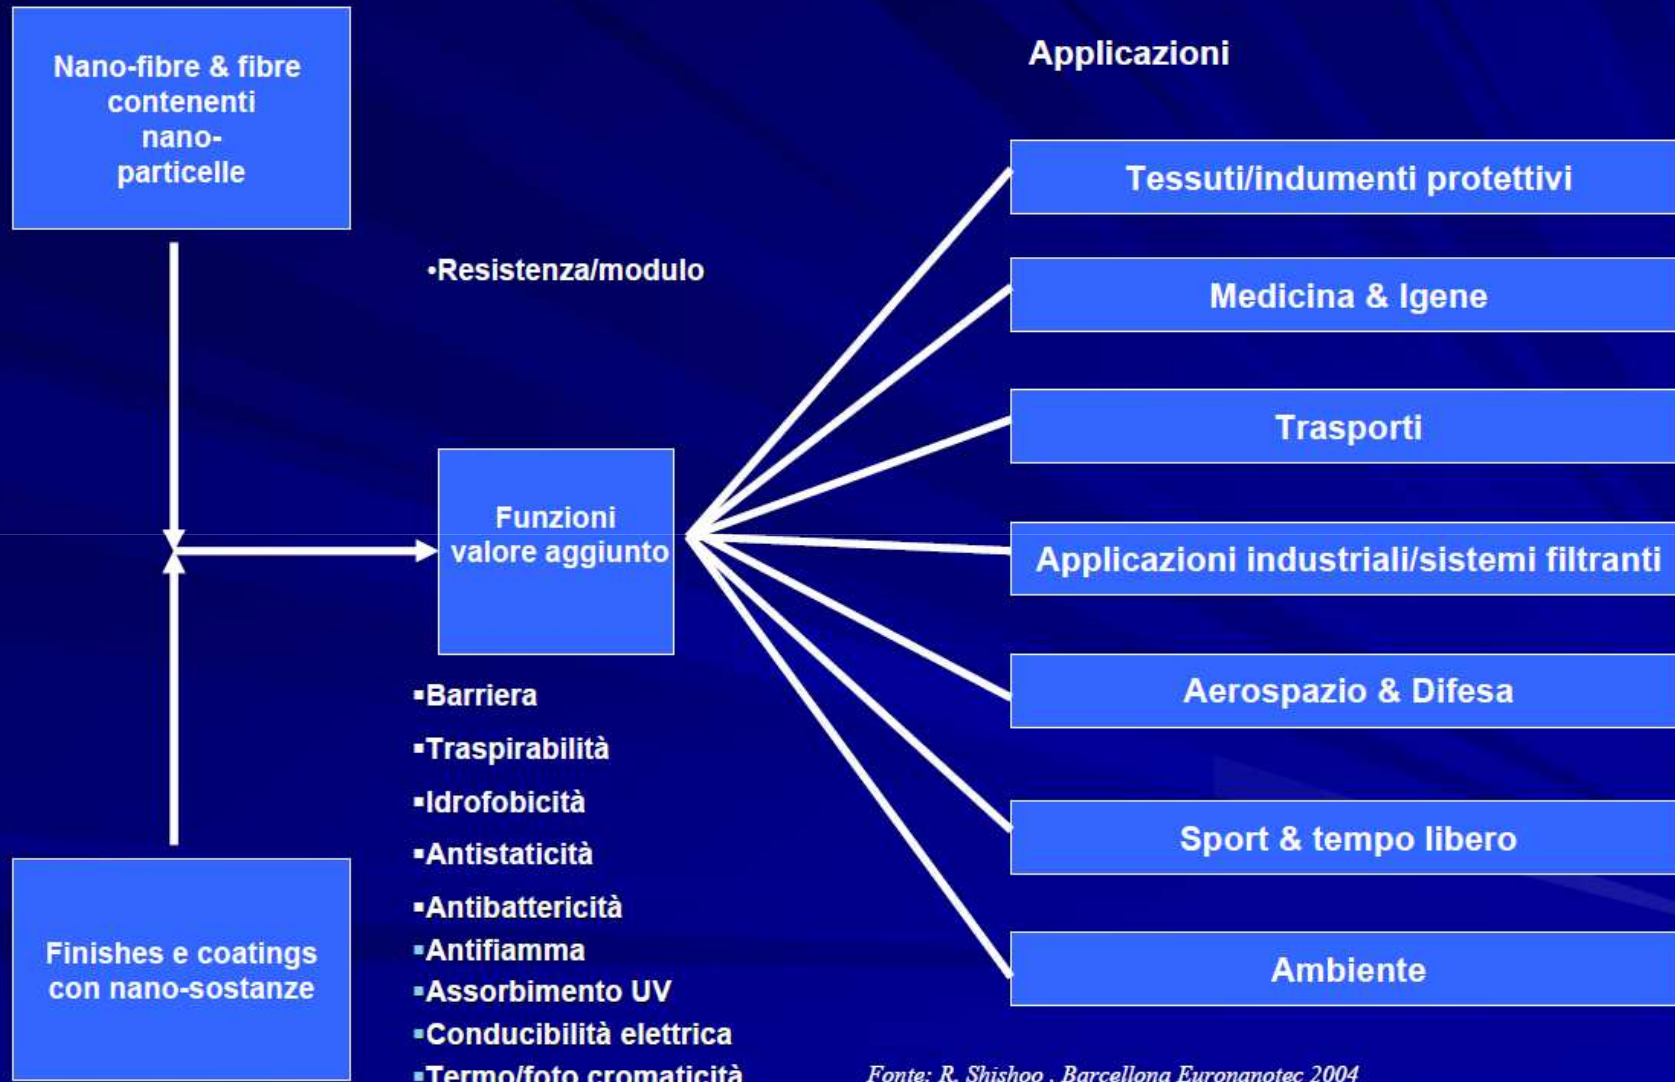 Nano-fibre & fibre
contenenti
nano-
particelle
Applicazioni
•Resistenza/modulo
Funzioni
valore aggiunto
▪Barriera
▪Traspirabilità
▪Idrofobicità
▪Antistaticità
▪Antibattericità
▪Antifiamma
▪Assorbimento UV
▪Conducibilità elettrica
▪Termo/foto cromaticità
Finishes e coatings
con nano-sostanze
Tessuti/indumenti protettivi
Medicina & Igene
Trasporti
Applicazioni industriali/sistemi filtranti
Aerospazio & Difesa
Sport & tempo libero
Ambiente
Fonte: R. Shishoo , Barcellona Euronanotec 2004